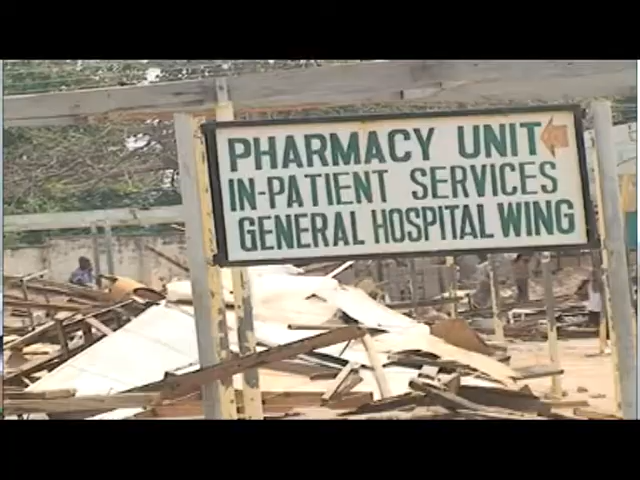 PHARMACY UNIT
IN-PATIENT SERVICES
GENERAL HOSPITAL WING